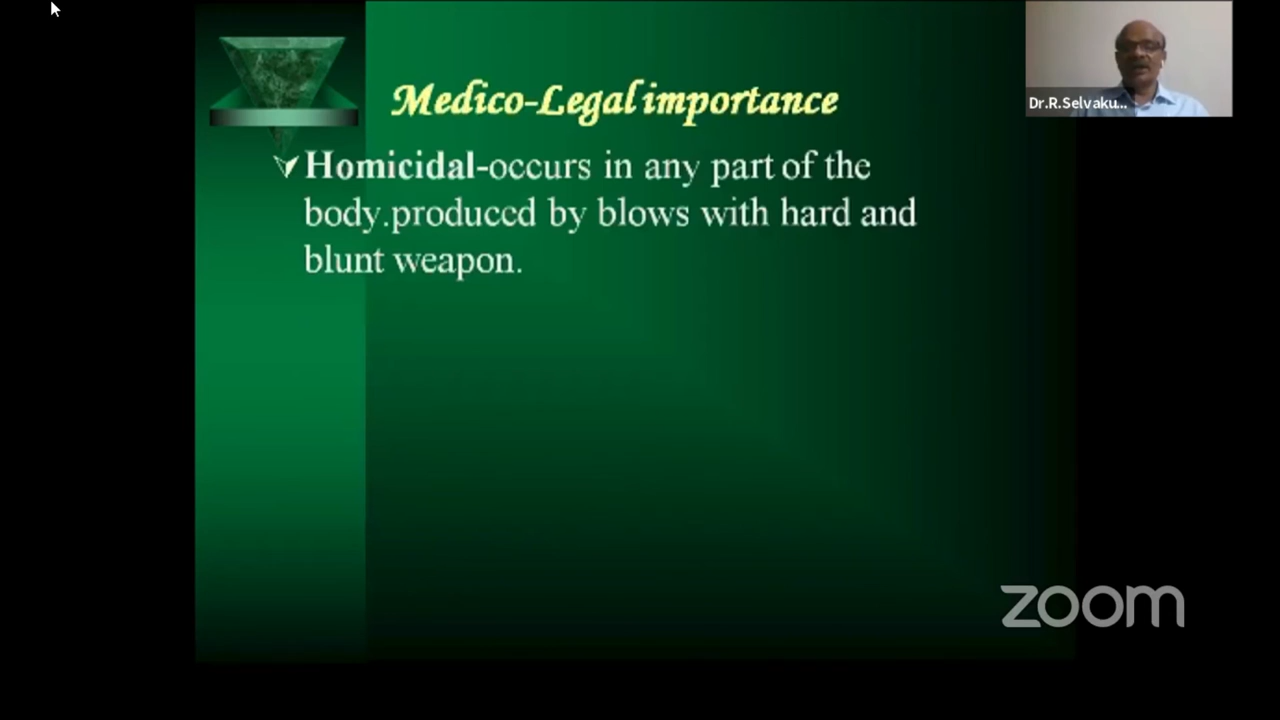 Medico-Legal importance
Homicidal-occurs in any part of the
body.produced by blows with hard and
blunt weapon.
Dr.R.Selvaku...
zoom